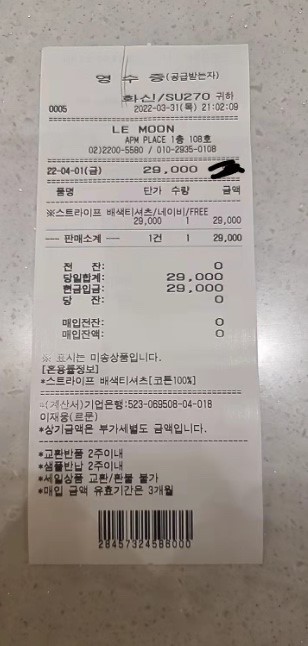 영 수 증(공급받는자)
화신/SU270 귀하
0005 2022-03-31(목) 21:02:09
LE MOON
APM PLACE 1층 108호
02)2200-5580 / 010-2935-0108
22-04-01(금) 29,000
품명 단가 수량 금액
※스트라이프 배색티셔츠/네이비/FREE
29,000 1 29,000
--- 판매소계 --- 1건 1 29,000
전 잔: 0
당일합계: 29,000
현금입금: 29,000
당 잔: 0
매입전잔: 0
매입잔액: 0
※ 표시는 미송상품입니다.
[혼용률정보]
*스트라이프 배색티셔츠[코튼100%]
*(계산서)기업은행:523-069508-04-018
이재웅(르문)
*상기금액은 부가세별도 금액입니다.
*교환반품 2주이내
*샘플반납 2주이내
*세일상품 교환/환불 불가
*매입 금액 유효기간은 3개월
28457324588000